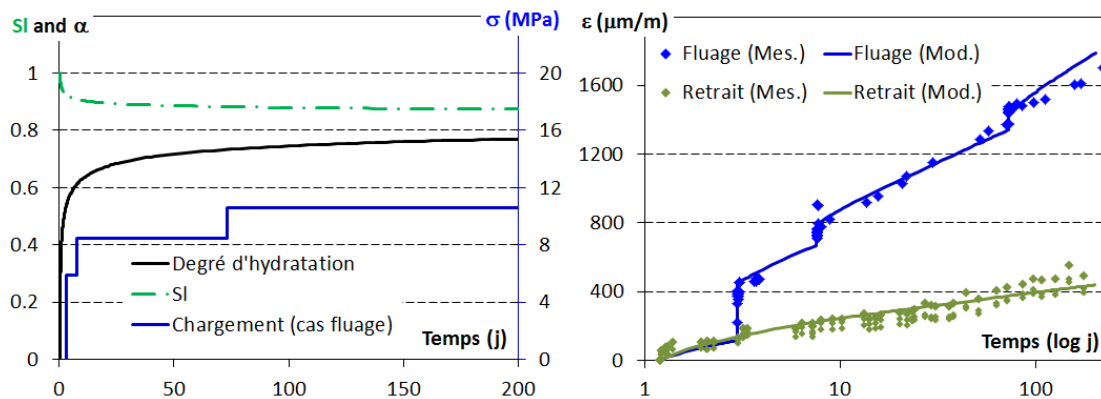 Sl and α
σ (MPa)
1
0.8
0.6
0.4
0.2
0
20
16
12
8
4
0
Degré d'hydratation
Sl
Chargement (cas fluage)
Temps (j)
0
50
100
150
200
ε (µm/m)
1600
1200
800
400
0
Fluage (Mes.)
Fluage (Mod.)
Retrait (Mes.)
Retrait (Mod.)
Temps (log j)
1
10
100